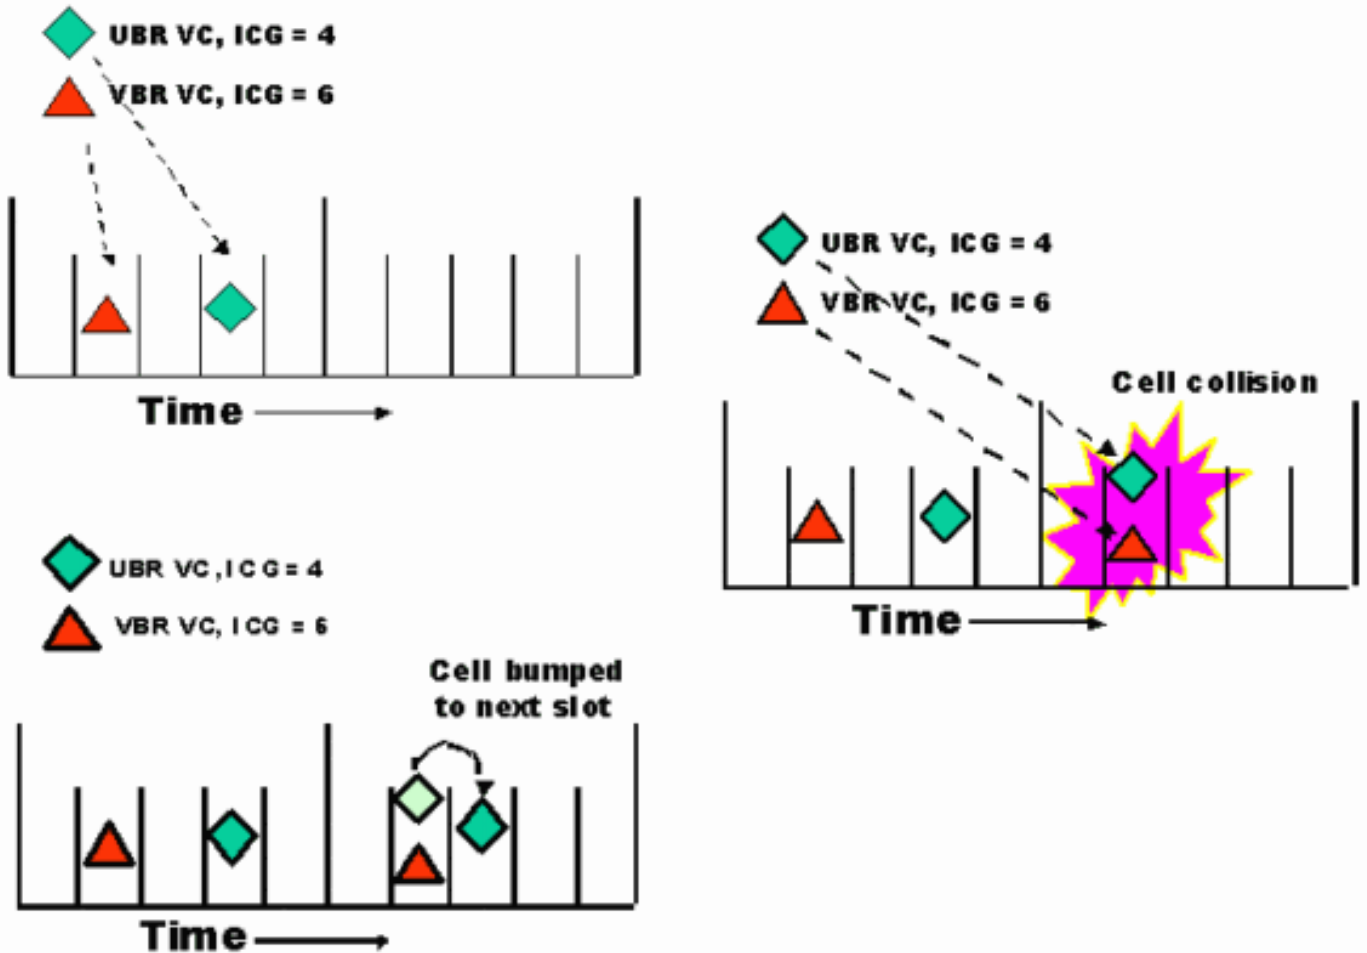 UBR VC, ICG = 4
VBR VC, ICG = 6
Time
UBR VC, ICG = 4
VBR VC, ICG = 6
Cell collision
Time
UBR VC, ICG = 4
VBR VC, ICG = 6
Cell bumped
to next slot
Time